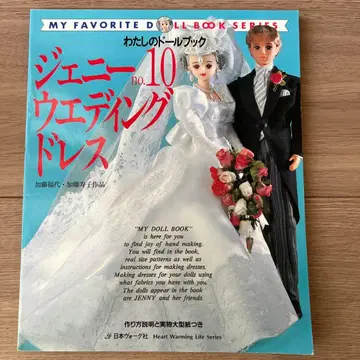 MY FAVORITE DOLL BOOK SERIES
わたしのドールブック
ジェニー no.10
ウエディング
ドレス
加藤福代・加藤寿子作品
"MY DOLL BOOK"
is here for you
to find joy of hand making.
You will find in the book,
real size patterns as well as
instructions for making dresses.
Making dresses for your dolls using
what fabrics you have with you.
The dolls appear in the book
are JENNY and her friends.
作り方説明と実物大型紙つき
日本ヴォーグ社 Heart Warming Life Series